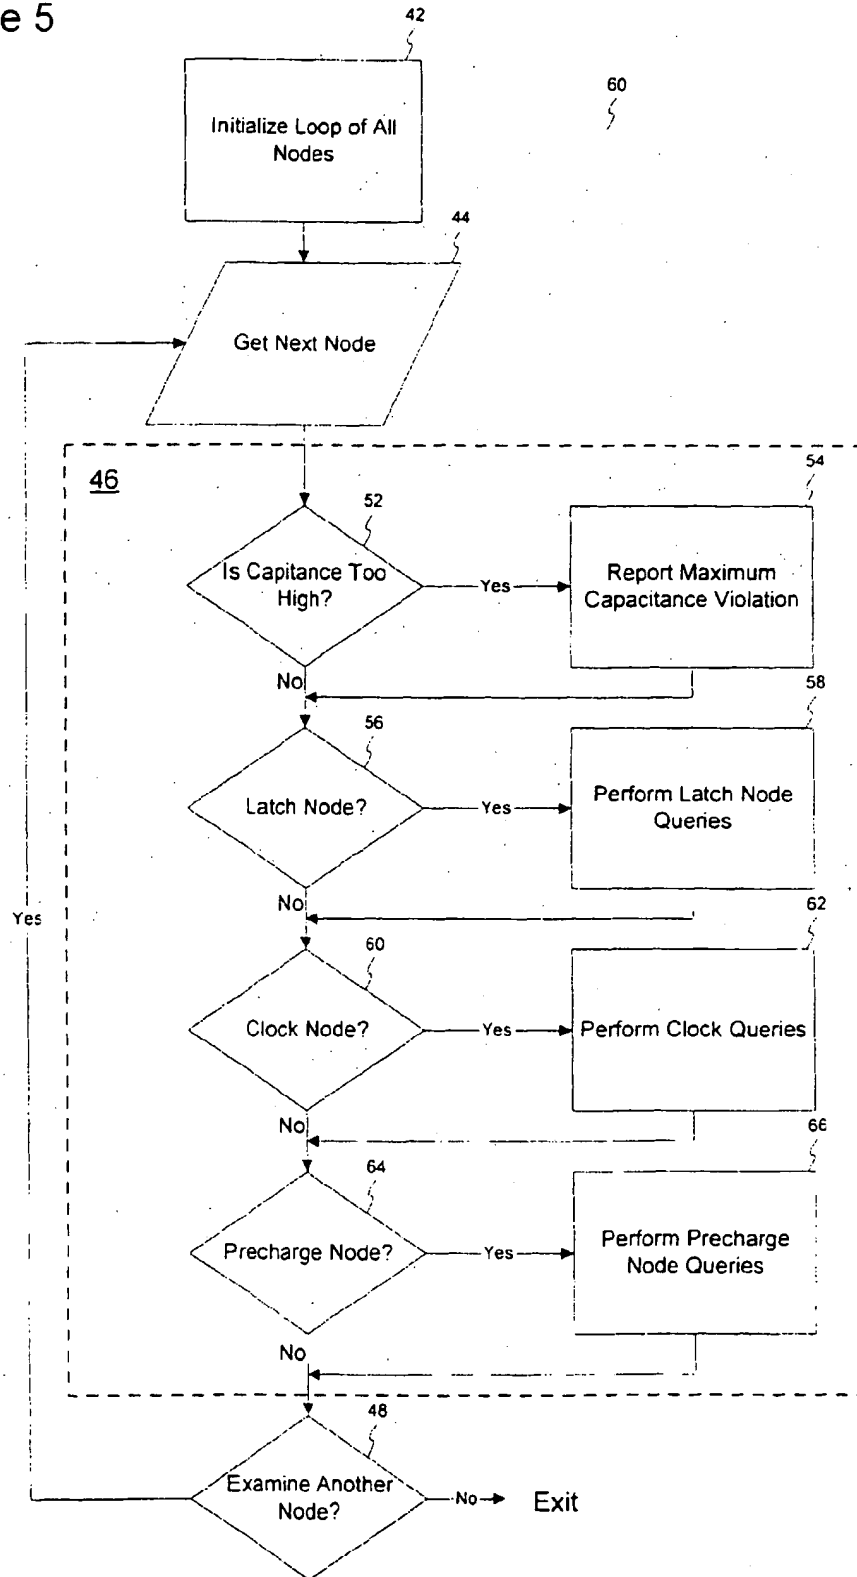 e 5
42
Initialize Loop of All
Nodes
60
44
Get Next Node
46
52
Is Capitance Too
High?
Yes
54
Report Maximum
Capacitance Violation
No
56
Latch Node?
Yes
58
Perform Latch Node
Queries
No
60
Clock Node?
Yes
62
Perform Clock Queries
No
64
Precharge Node?
Yes
66
Perform Precharge
Node Queries
No
48
Examine Another
Node?
No
Exit
Yes